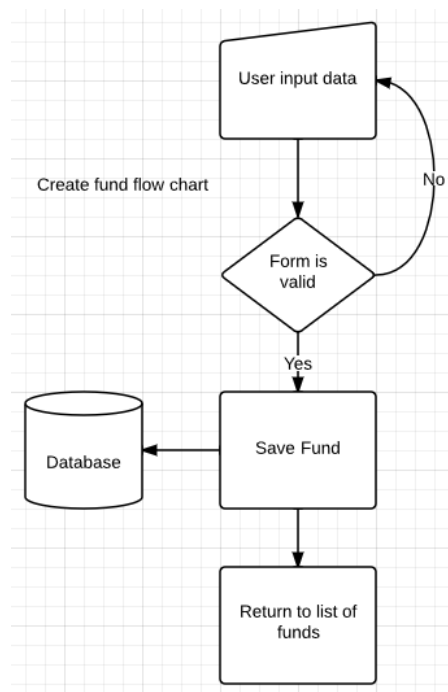 User input data
Create fund flow chart
No
Form is
valid
Yes
Save Fund
Database
Return to list of
funds